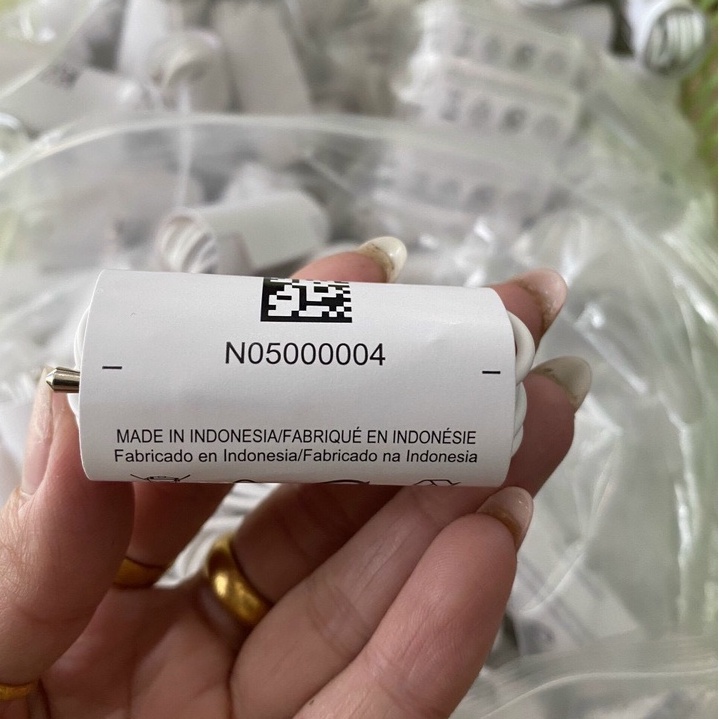 N05000004
MADE IN INDONESIA/FABRIQUÉ EN INDONÉSIE
Fabricado en Indonesia/Fabricado na Indonesia